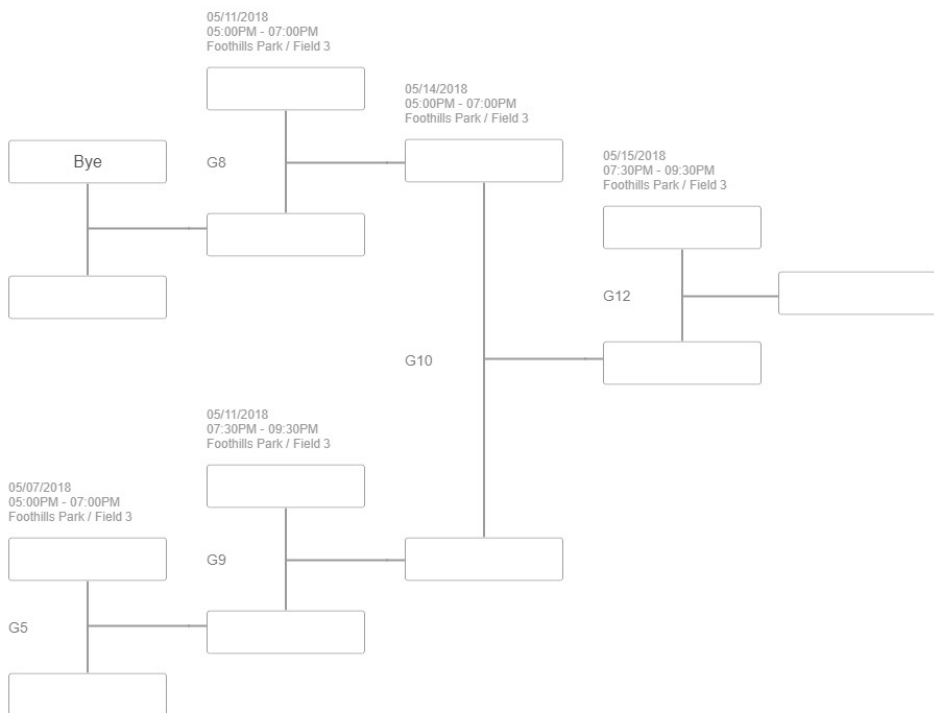 05/11/2018
05:00PM - 07:00PM
Foothills Park / Field 3
05/14/2018
05:00PM - 07:00PM
Foothills Park / Field 3
Bye
G8
05/15/2018
07:30PM - 09:30PM
Foothills Park / Field 3
G12
G10
05/11/2018
07:30PM - 09:30PM
Foothills Park / Field 3
05/07/2018
05:00PM - 07:00PM
Foothills Park / Field 3
G9
G5